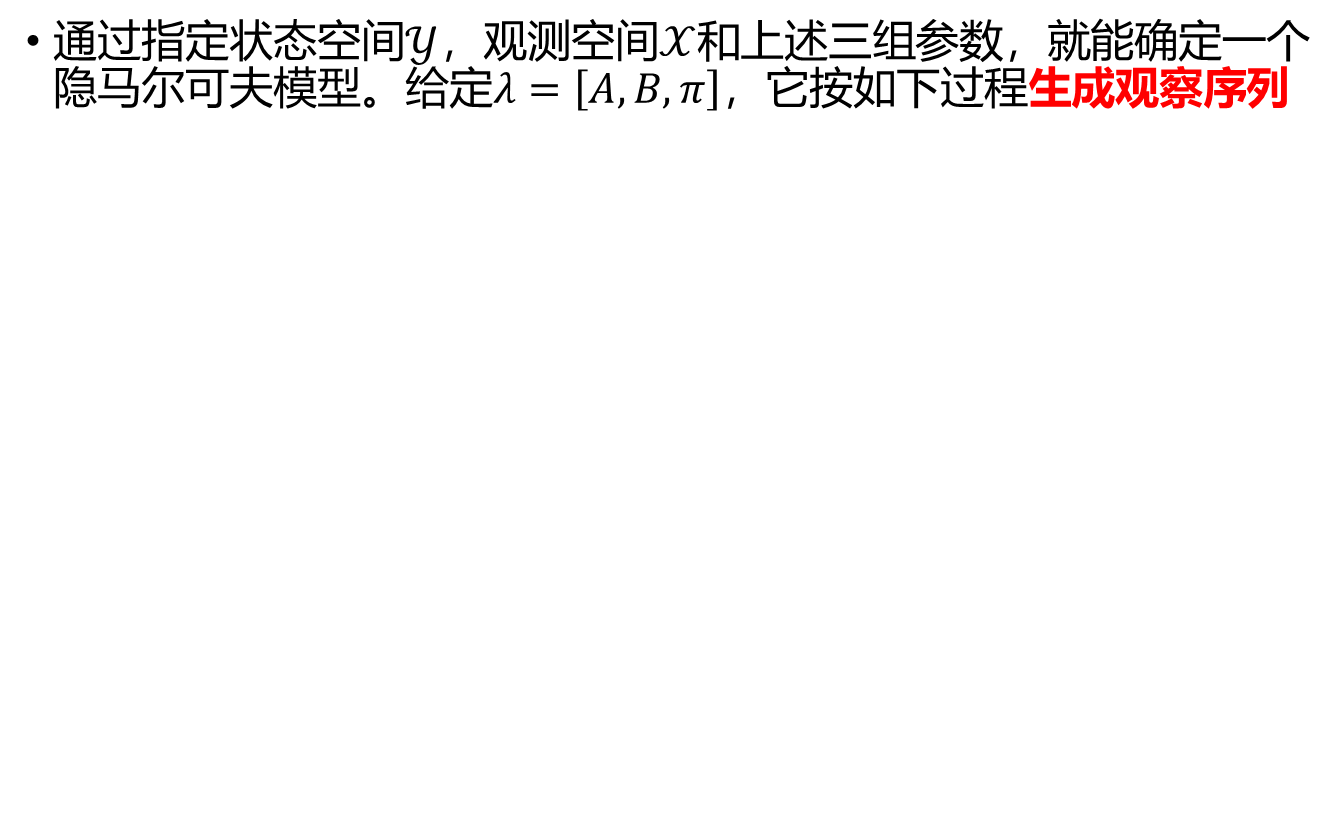 • 通过指定状态空间𝒴，观测空间𝒳和上述三组参数，就能确定一个
隐马尔可夫模型。给定λ = [A, B, π]，它按如下过程生成观察序列